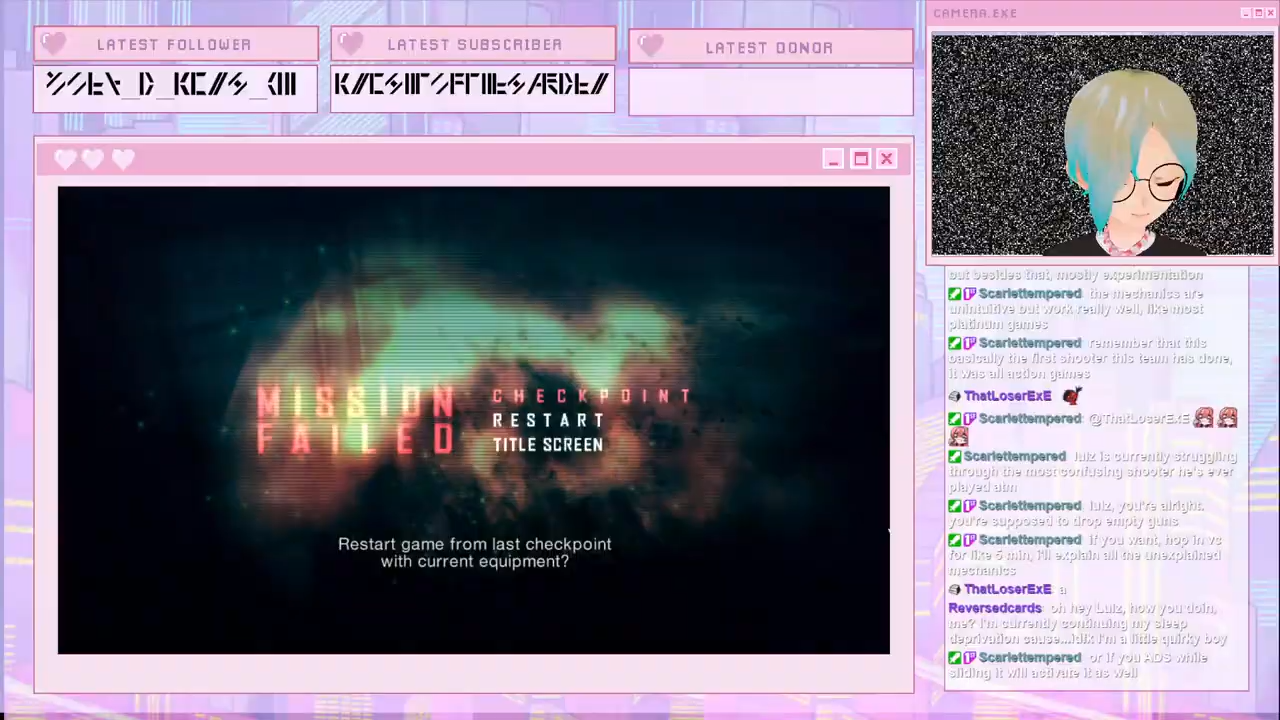 CAMERA.EXE
LATEST FOLLOWER
LATEST SUBSCRIBER
LATEST DONOR
MISSION
FAILED
CHECKPOINT
RESTART
TITLE SCREEN
Restart game from last checkpoint
with current equipment?
but besides that, mostly experimentation
Scarlettempered the mechanics are
unintuitive but work really well, like most
platinum games
Scarlettempered remember that this
basically the first shooter this team has done,
it was all action games
ThatLoserExE
Scarlettempered @ThatLoserExE
Scarlettempered luiz is currently struggling
through the most confusing shooter he's ever
played atm
Scarlettempered luiz, you're alright.
you're supposed to drop empty guns
Scarlettempered if you want, hop in vc
for like 5 min, i'll explain all the unexplained
mechanics
ThatLoserExE a
Reversedcards oh hey Luiz, how you doin,
me? I'm currently continuing my sleep
deprivation cause...idk I'm a little quirky boy
Scarlettempered or if you ADS while
sliding it will activate it as well